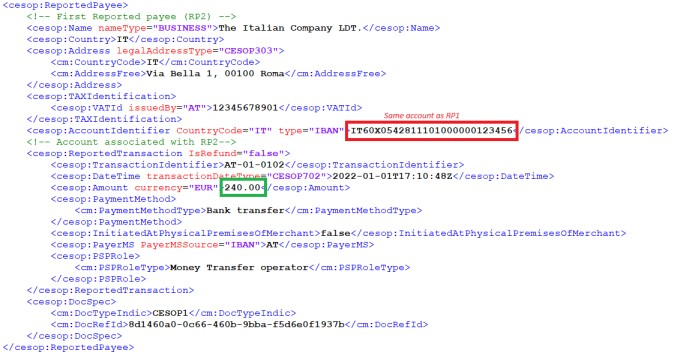 <cesop:ReportedPayee>
<!-- First Reported payee (RP2) -->
<cesop:Name nameType="BUSINESS">The Italian Company LDT.</cesop:Name>
<cesop:Country>IT</cesop:Country>
<cesop:Address legalAddressType="CESOP303">
<cm:CountryCode>IT</cm:CountryCode>
<cm:AddressFree>Via Bella 1, 00100 Roma</cm:AddressFree>
</cesop:Address>
<cesop:TAXIdentification>
<cesop:VATId issuedBy="AT">12345678901</cesop:VATId>
Same account as RP1
</cesop:TAXIdentification>
<cesop:AccountIdentifier CountryCode="IT" type="IBAN">IT60X0542811101000000123456</cesop:AccountIdentifier>
<!-- Account associated with RP2-->
<cesop:ReportedTransaction IsRefund="false">
<cesop:TransactionIdentifier>AT-01-0102</cesop:TransactionIdentifier>
<cesop:DateTime transactionDateType="CESOP702">2022-01-01T17:10:48Z</cesop:DateTime>
<cesop:Amount currency="EUR">240.00</cesop:Amount>
<cesop:PaymentMethod>
<cm:PaymentMethodType>Bank transfer</cm:PaymentMethodType>
</cesop:PaymentMethod>
<cesop:InitiatedAtPhysicalPremisesOfMerchant>false</cesop:InitiatedAtPhysicalPremisesOfMerchant>
<cesop:PayerMS PayerMSSource="IBAN">AT</cesop:PayerMS>
<cesop:PSPRole>
<cm:PSPRoleType>Money Transfer operator</cm:PSPRoleType>
</cesop:PSPRole>
</cesop:ReportedTransaction>
<cesop:DocSpec>
<cm:DocTypeIndic>CESOP1</cm:DocTypeIndic>
<cm:DocRefId>8d1460a0-0c66-460b-9bba-f5d6e0f1937b</cm:DocRefId>
</cesop:DocSpec>
</cesop:ReportedPayee>